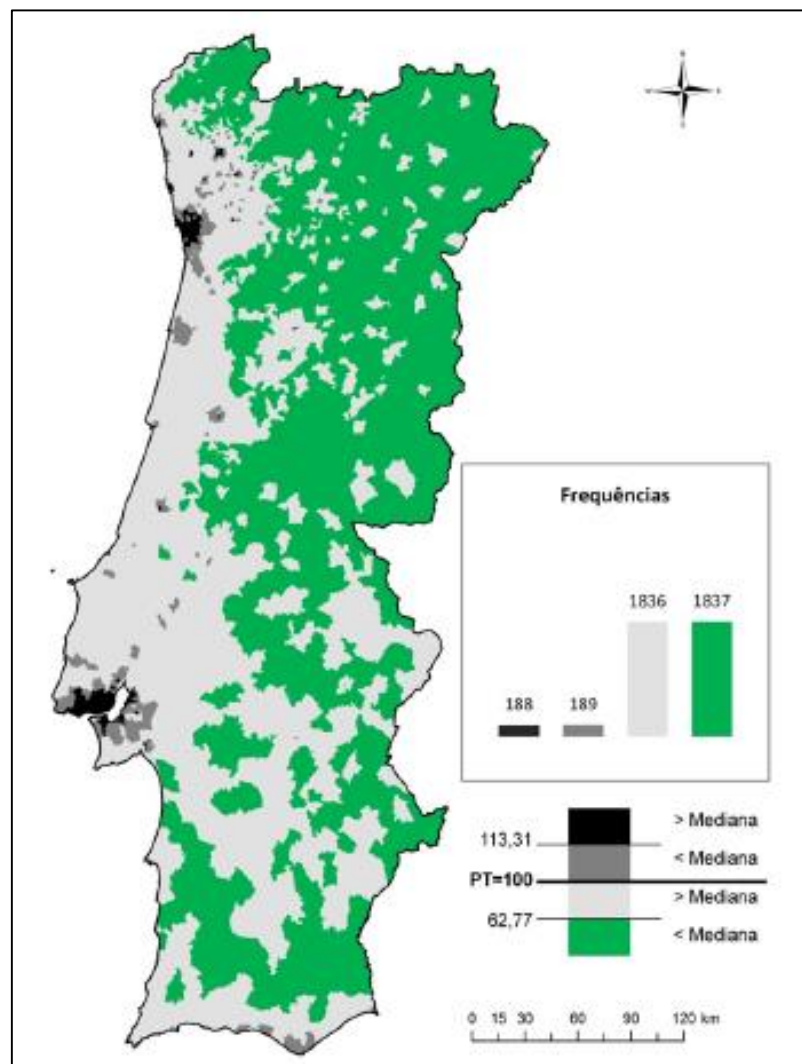 Frequências
1836 1837
188 189
> Mediana
113,31
< Mediana
PT=100
> Mediana
62,77
< Mediana
0 15 30 60 90 120 km